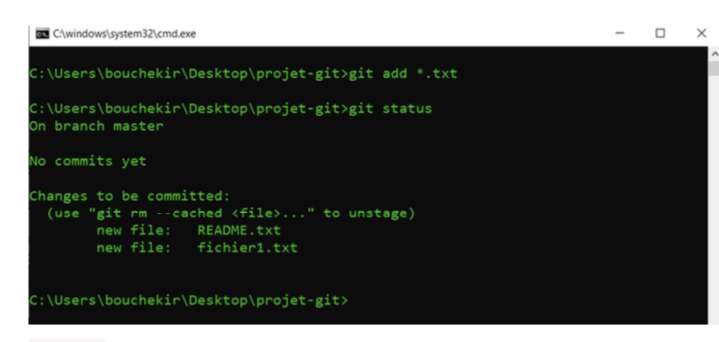 C:\windows\system32\cmd.exe
C:\Users\bouchekir\Desktop\projet-git>git add *.txt
C:\Users\bouchekir\Desktop\projet-git>git status
On branch master
No commits yet
Changes to be committed:
(use "git rm --cached <file>..." to unstage)
new file: README.txt
new file: fichier1.txt
C:\Users\bouchekir\Desktop\projet-git>